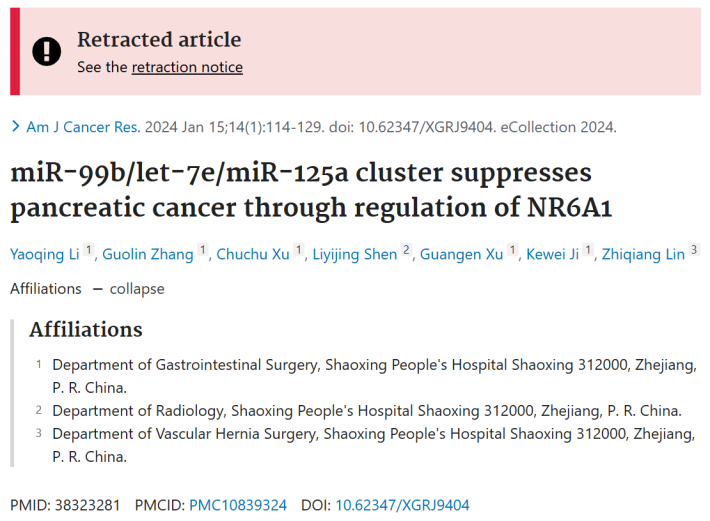 Retracted article
See the retraction notice
Am J Cancer Res. 2024 Jan 15;14(1):114-129. doi: 10.62347/XGRJ9404. eCollection 2024.
miR-99b/let-7e/miR-125a cluster suppresses
pancreatic cancer through regulation of NR6A1
Yaoqing Li 1, Guolin Zhang 1, Chuchu Xu 1, Liyijing Shen 2, Guangen Xu 1, Kewei Ji 1, Zhiqiang Lin 3
Affiliations − collapse
Affiliations
1 Department of Gastrointestinal Surgery, Shaoxing People's Hospital Shaoxing 312000, Zhejiang,
P. R. China.
2 Department of Radiology, Shaoxing People's Hospital Shaoxing 312000, Zhejiang, P. R. China.
3 Department of Vascular Hernia Surgery, Shaoxing People's Hospital Shaoxing 312000, Zhejiang,
P. R. China.
PMID: 38323281 PMCID: PMC10839324 DOI: 10.62347/XGRJ9404